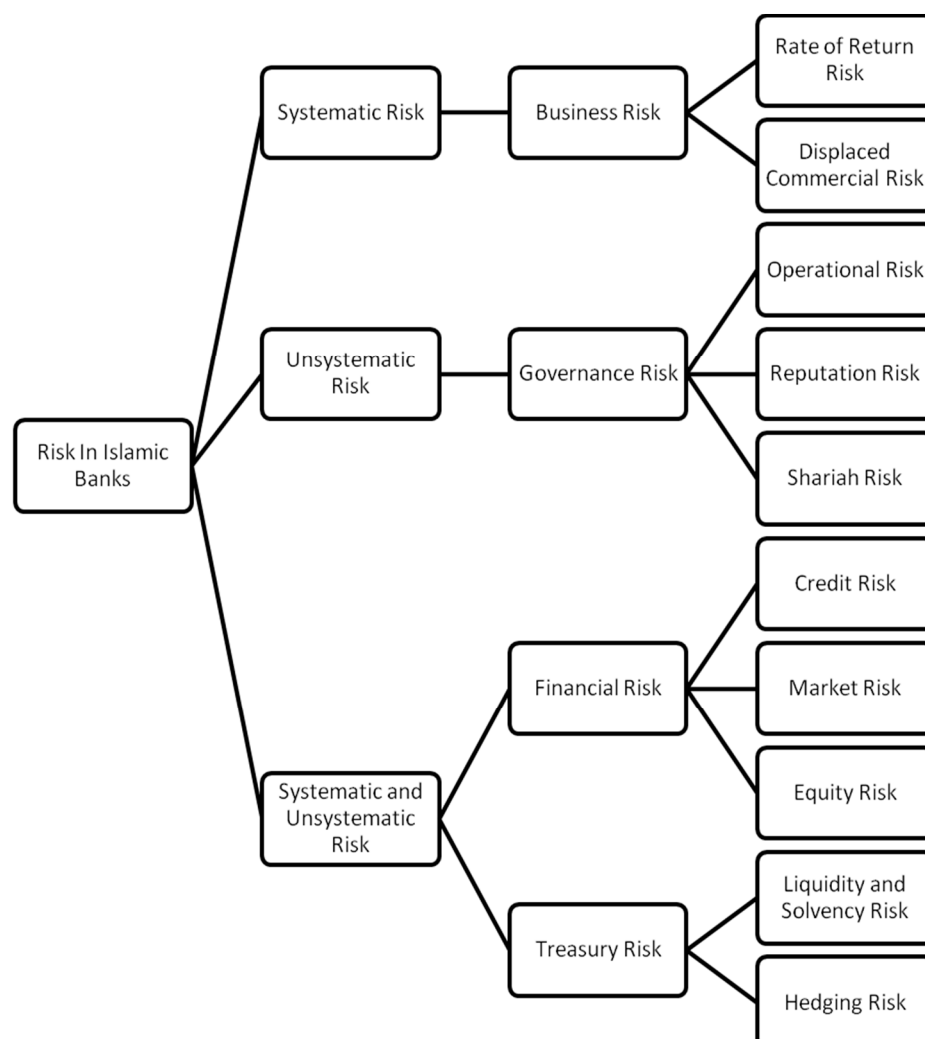 Risk In Islamic
Banks
Systematic Risk
Business Risk
Rate of Return
Risk
Displaced
Commercial Risk
Unsystematic
Risk
Governance Risk
Operational Risk
Reputation Risk
Shariah Risk
Systematic and
Unsystematic
Risk
Financial Risk
Credit Risk
Market Risk
Equity Risk
Treasury Risk
Liquidity and
Solvency Risk
Hedging Risk